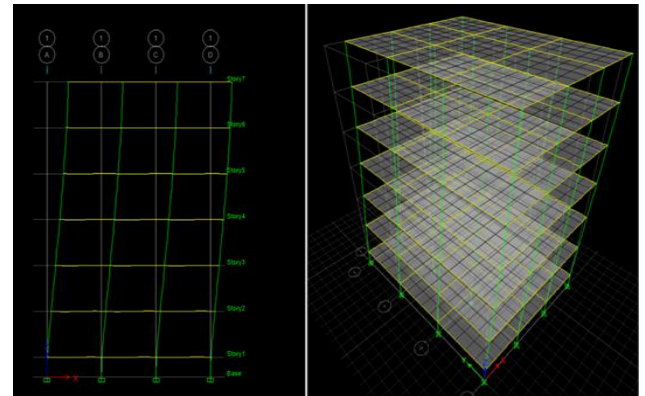 1 1 1 1
A B C D
Story7
Story6
Story5
Story4
Story3
Story2
Story1
Base
X